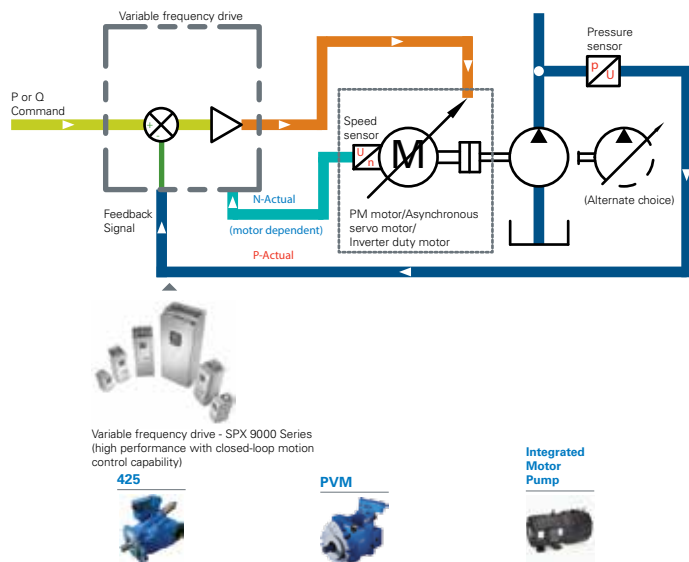 Variable frequency drive
Pressure
sensor
p
U
P or Q
Command
+
-
Speed
sensor
U
n
M
(Alternate choice)
N-Actual
Feedback
Signal
(motor dependent)
PM motor/Asynchronous
servo motor/
Inverter duty motor
P-Actual
Variable frequency drive - SPX 9000 Series
(high performance with closed-loop motion
control capability)
425
PVM
Integrated
Motor
Pump